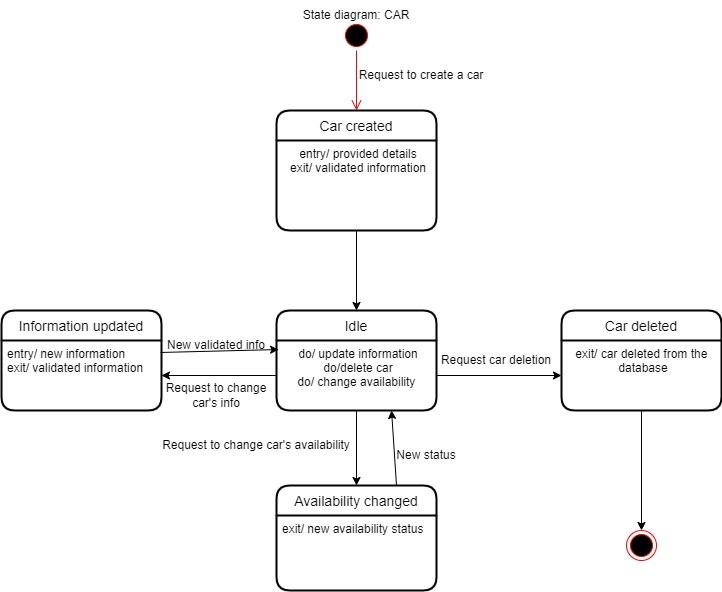 State diagram: CAR
Request to create a car
Car created
entry/ provided details
exit/ validated information
Information updated
entry/ new information
exit/ validated information
New validated info
Request to change
car's info
Idle
do/ update information
do/delete car
do/ change availability
Request car deletion
Car deleted
exit/ car deleted from the
database
Request to change car's availability
New status
Availability changed
exit/ new availability status